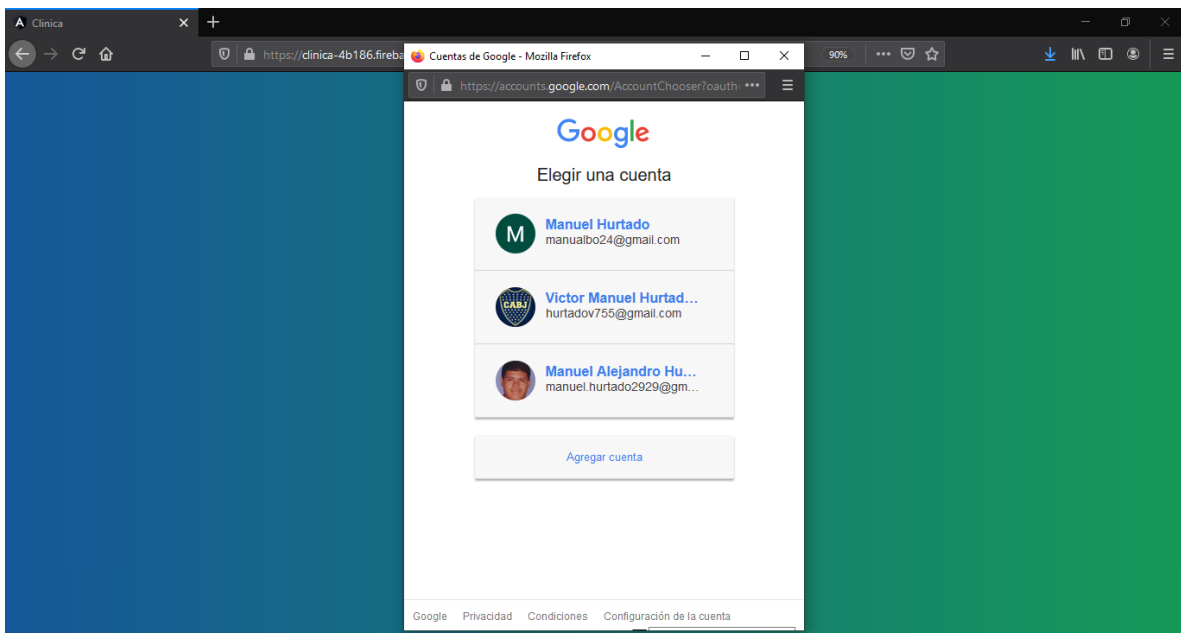 Clinica
https://clinica-4b186.fireba
Cuentas de Google - Mozilla Firefox
90%
https://accounts.google.com/AccountChooser?oauth
Google
Elegir una cuenta
M
Manuel Hurtado
manualbo24@gmail.com
CABJ
Victor Manuel Hurtad...
hurtadov755@gmail.com
Manuel Alejandro Hu...
manuel.hurtado2929@gm...
Agregar cuenta
Google Privacidad Condiciones Configuración de la cuenta